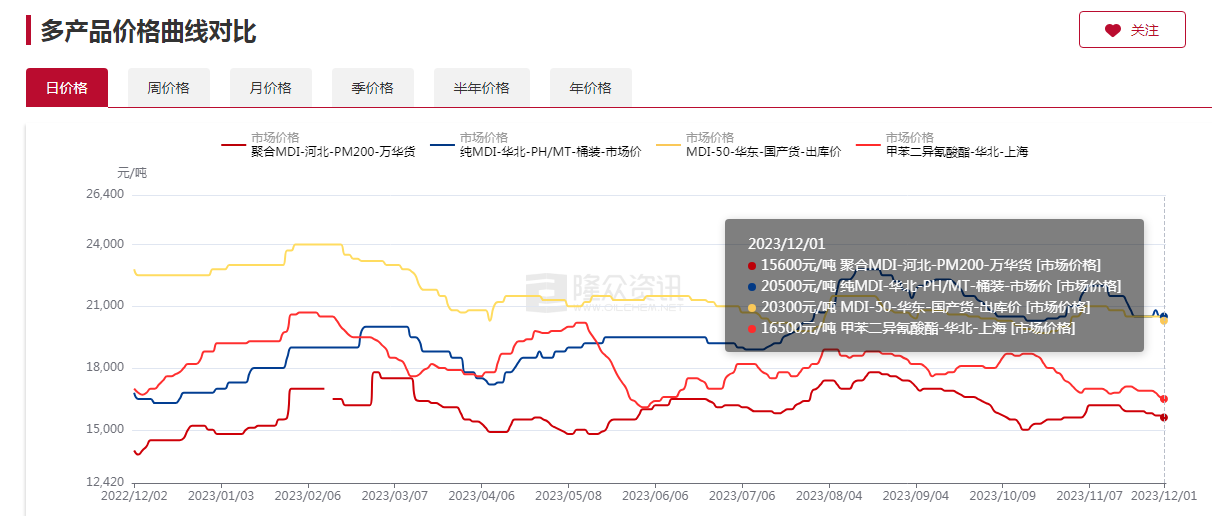 多产品价格曲线对比
关注
日价格
周价格
月价格
季价格
半年价格
年价格
市场价格
聚合MDI-河北-PM200-万华货
市场价格
纯MDI-华北-PH/MT-桶装-市场价
市场价格
MDI-50-华东-国产货-出库价
市场价格
甲苯二异氰酸酯-华北-上海
元/吨
26,400
24,000
21,000
18,000
15,000
12,420
隆众资讯
WWW.OILCHEM.NET
2023/12/01
15600元/吨 聚合MDI-河北-PM200-万华货 [市场价格]
20500元/吨 纯MDI-华北-PH/MT-桶装-市场价 [市场价格]
20300元/吨 MDI-50-华东-国产货-出库价 [市场价格]
16500元/吨 甲苯二异氰酸酯-华北-上海 [市场价格]
2022/12/02
2023/01/03
2023/02/06
2023/03/07
2023/04/06
2023/05/08
2023/06/06
2023/07/06
2023/08/04
2023/09/04
2023/10/09
2023/11/07
2023/12/01